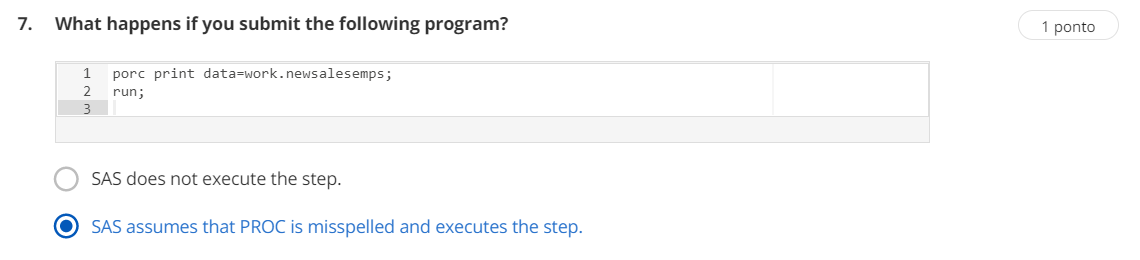 7. What happens if you submit the following program?
1 ponto
1 porc print data=work.newsalesemps;
2 run;
3
SAS does not execute the step.
SAS assumes that PROC is misspelled and executes the step.